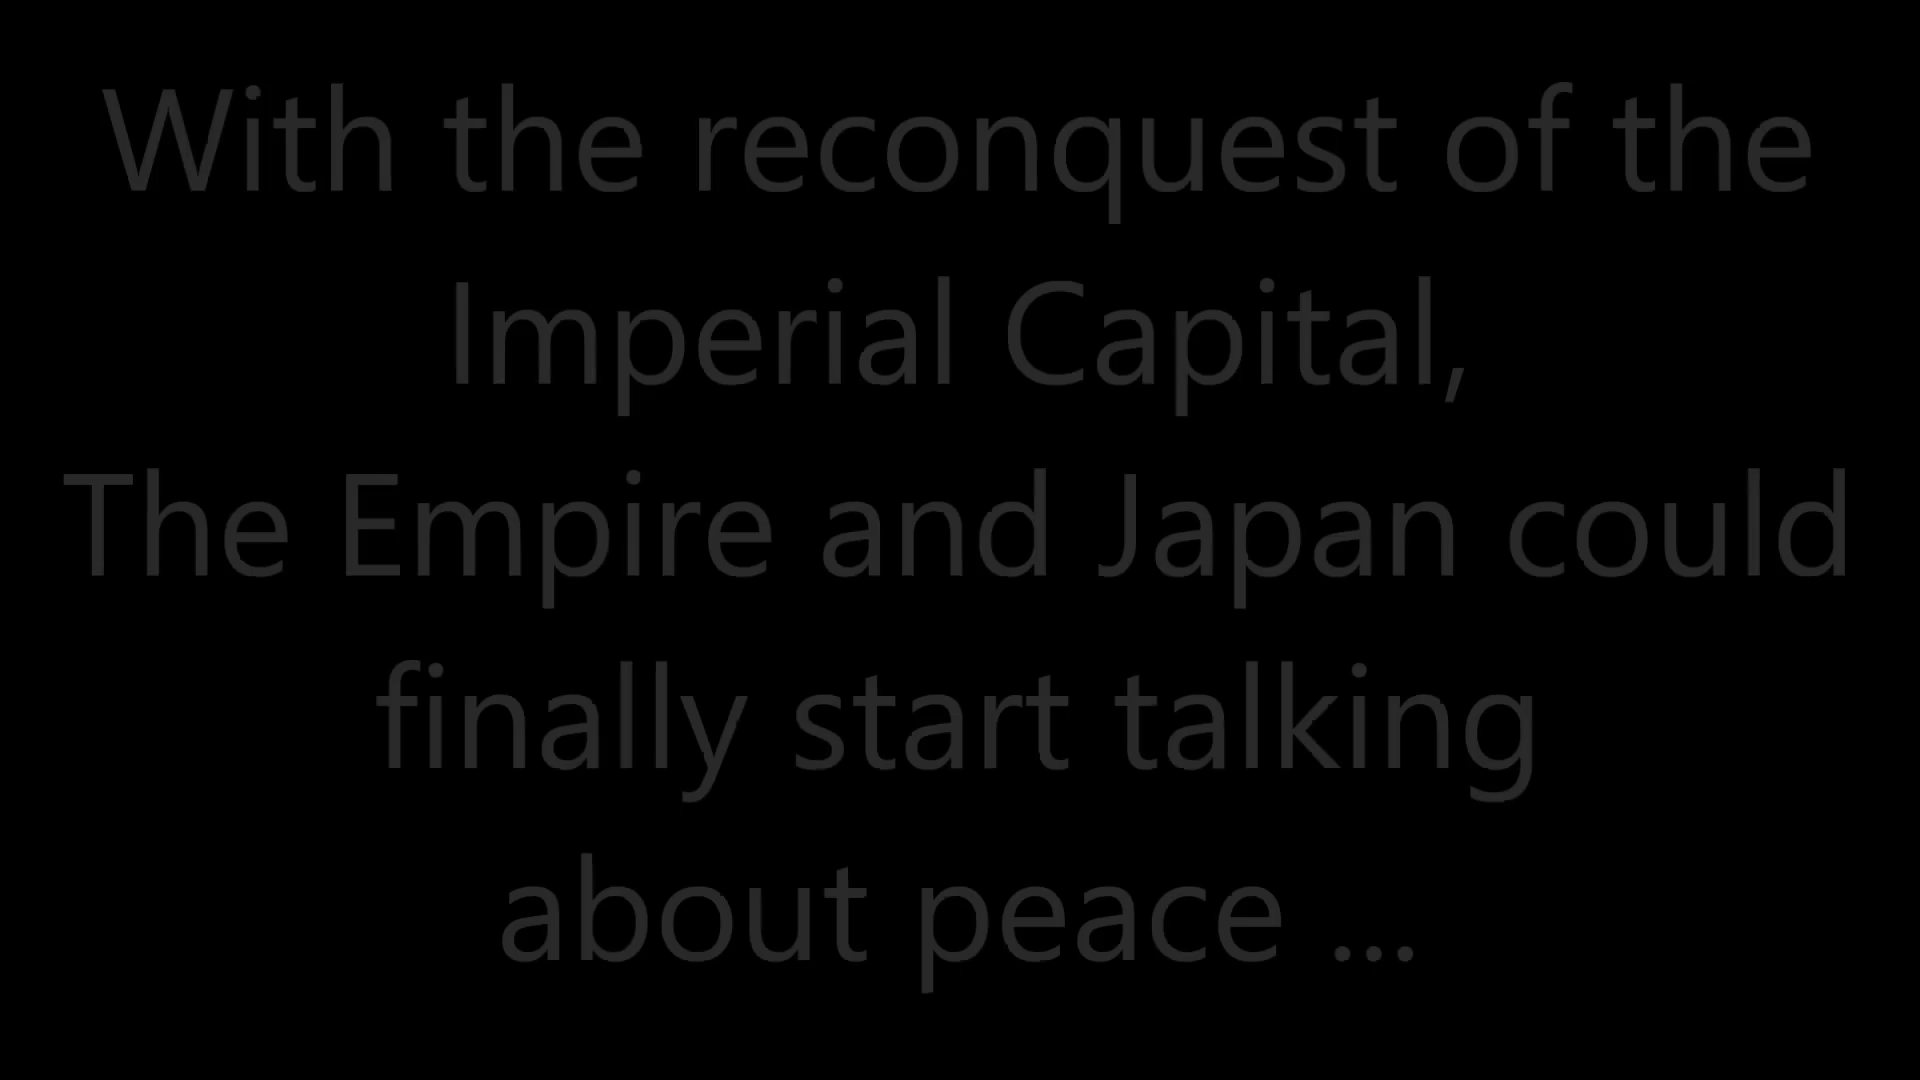 With the reconquest of the
Imperial Capital,
The Empire and Japan could
finally start talking
about peace ...